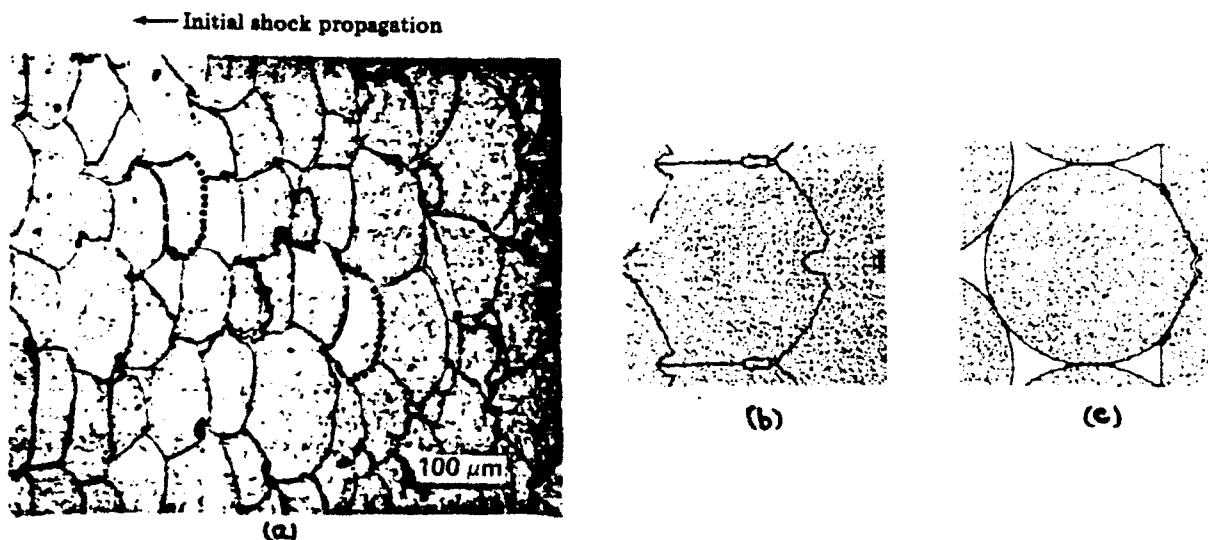 ← Initial shock propagation
100 μm
(a)
(b)
(c)